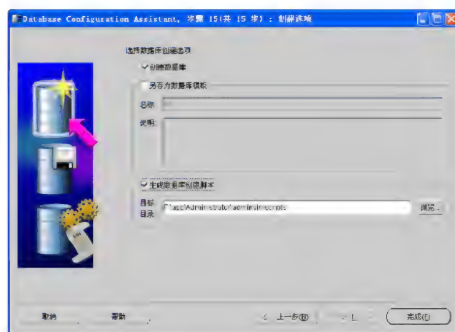 Database Configuration Assistant, 步骤 15(共 15 步) : 创建选项
选择数据库创建选项
创建数据库
另存为数据库模板
名称:
说明:
生成数据库创建脚本
目标
目录:
浏览...
取消
帮助
上一步(B)
完成(F)